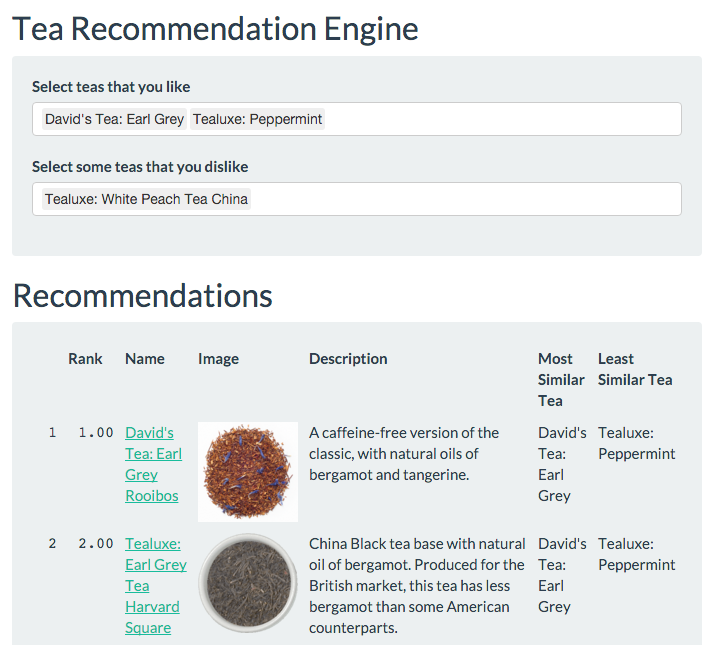 Tea Recommendation Engine
Select teas that you like
David's Tea: Earl Grey Tealuxe: Peppermint
Select some teas that you dislike
Tealuxe: White Peach Tea China
Recommendations
Rank Name Image Description Most Similar Tea Least Similar Tea
1 1.00 David's Tea: Earl Grey Rooibos A caffeine-free version of the classic, with natural oils of bergamot and tangerine. David's Tea: Earl Grey Tealuxe: Peppermint
2 2.00 Tealuxe: Earl Grey Tea Harvard Square China Black tea base with natural oil of bergamot. Produced for the British market, this tea has less bergamot than some American counterparts. David's Tea: Earl Grey Tealuxe: Peppermint